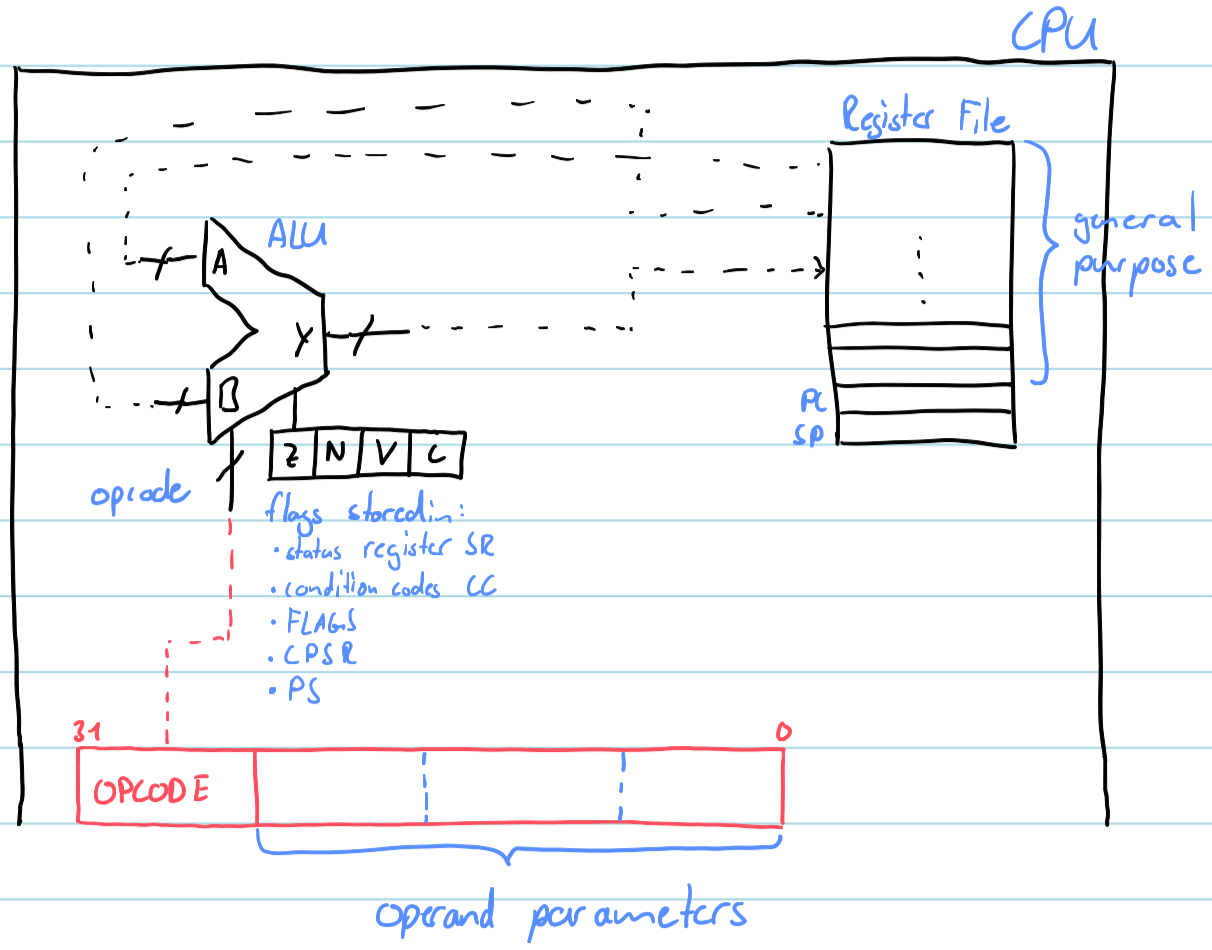 CPU
Register File
general
purpose
ALU
A
Y
B
PC
SP
Z N V C
opcode
flags stored in:
• status register SR
• condition codes CC
• FLAGS
• CPSR
• PS
31
0
OPCODE
operand parameters